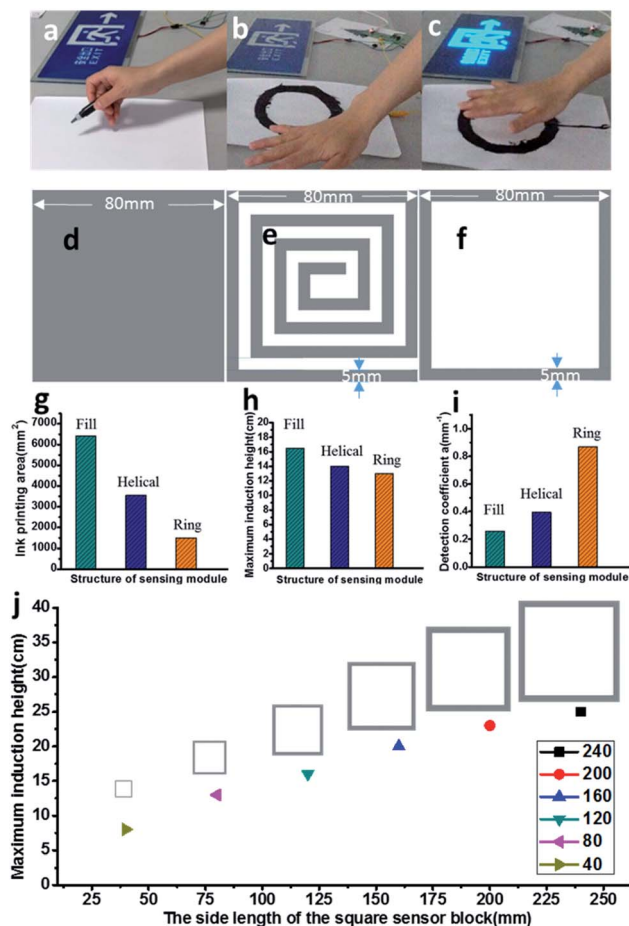 a
b
c
EXIT
EXIT
80mm
80mm
80mm
d
e
f
5mm
5mm
g
Ink printing area(mm²)
7000
6000
5000
4000
3000
2000
1000
0
Fill
Helical
Ring
Structure of sensing module
h
Maximum induction height(cm)
20
18
16
14
12
10
8
6
4
2
0
Fill
Helical
Ring
Structure of sensing module
i
Detection coefficient a(mm⁻¹)
1.0
0.8
0.6
0.4
0.2
0.0
Fill
Helical
Ring
Structure of sensing module
j
Maximum induction height(cm)
40
35
30
25
20
15
10
5
0
240
200
160
120
80
40
25 50 75 100 125 150 175 200 225 250
The side length of the square sensor block(mm)